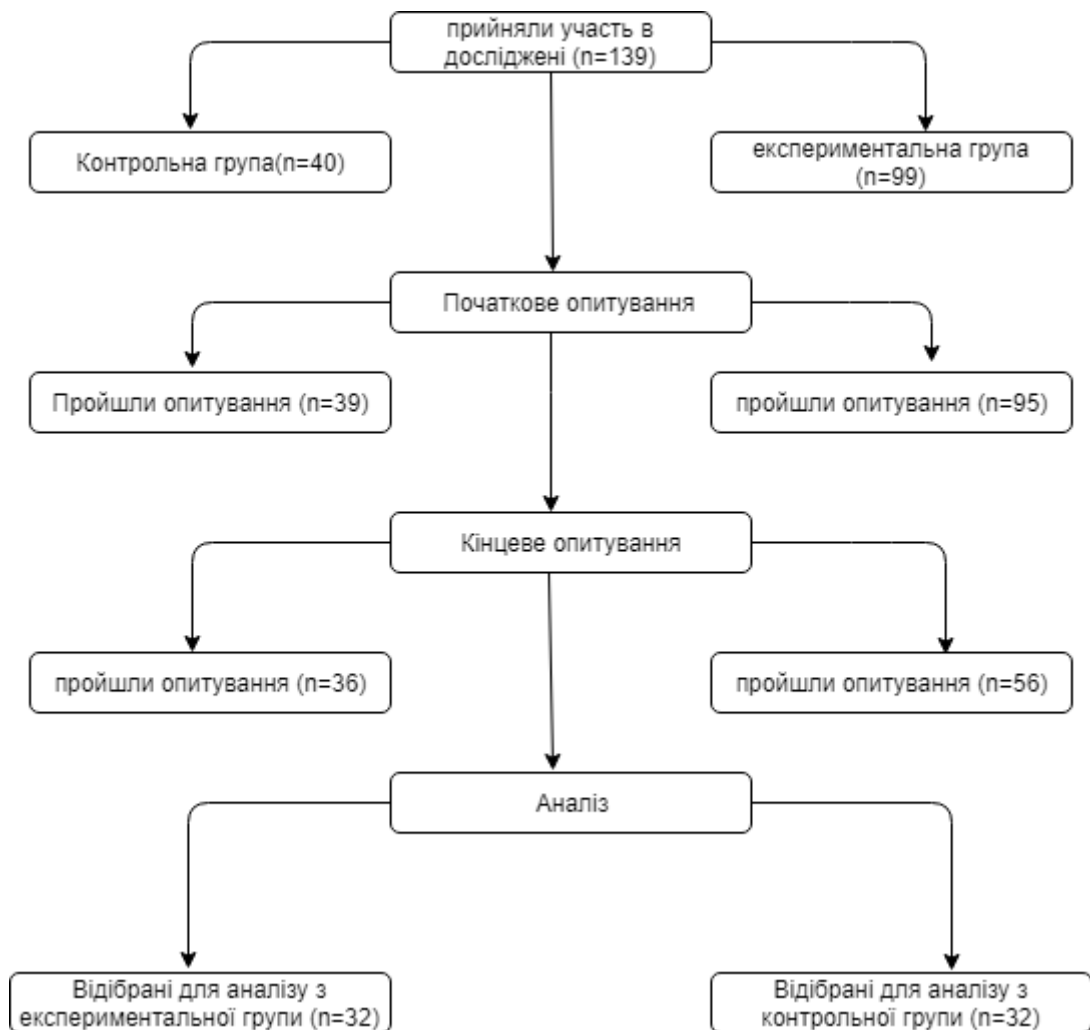 прийняли участь в
досліджені (n=139)
Контрольна група(n=40)
експериментальна група
(n=99)
Початкове опитування
Пройшли опитування (n=39)
пройшли опитування (n=95)
Кінцеве опитування
пройшли опитування (n=36)
пройшли опитування (n=56)
Аналіз
Відібрані для аналізу з
експериментальної групи (n=32)
Відібрані для аналізу з
контрольної групи (n=32)